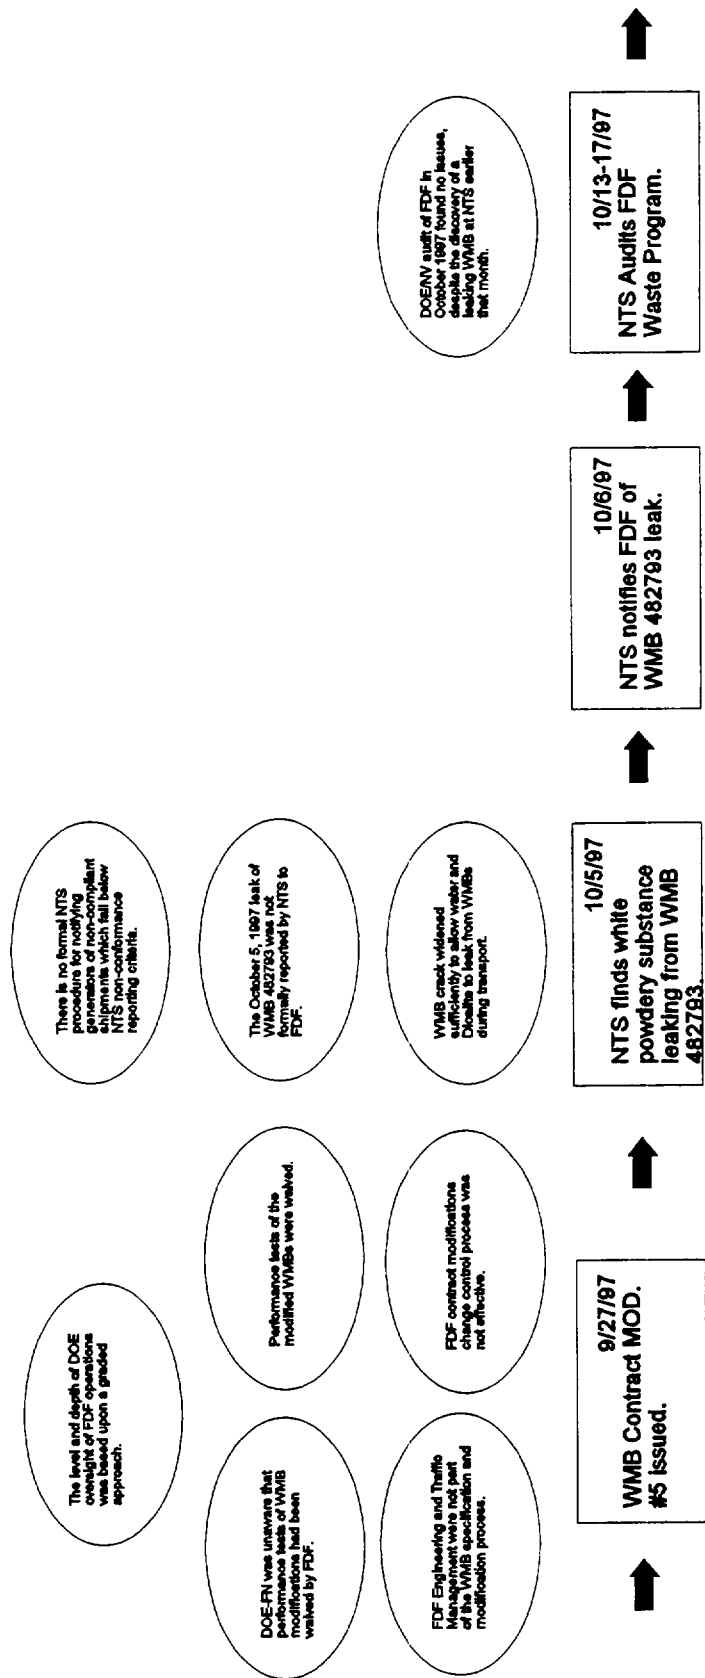 The level and depth of DOE
oversight of FDF operations
was based upon a graded
approach.
DOE-FN was unaware that
performance tests of WMB
modifications had been
waived by FDF.
Performance tests of the
modified WMBs were waived.
FDF Engineering and Traffic
Management were not part
of the WMB specification and
modification process.
FDF contract modifications
change control process was
not effective.
9/27/97
WMB Contract MOD.
#5 issued.
There is no formal NTS
procedure for notifying
generators of non-compliant
shipments which fall below
NTS non-conformance
reporting criteria.
The October 5, 1997 leak of
WMB 482793 was not
formally reported by NTS to
FDF.
WMB crack widened
sufficiently to allow water and
Dicalite to leak from WMBs
during transport.
10/5/97
NTS finds white
powdery substance
leaking from WMB
482793.
10/6/97
NTS notifies FDF of
WMB 482793 leak.
DOE/NV audit of FDF in
October 1997 found no issues,
despite the discovery of a
leaking WMB at NTS earlier
that month.
10/13-17/97
NTS Audits FDF
Waste Program.